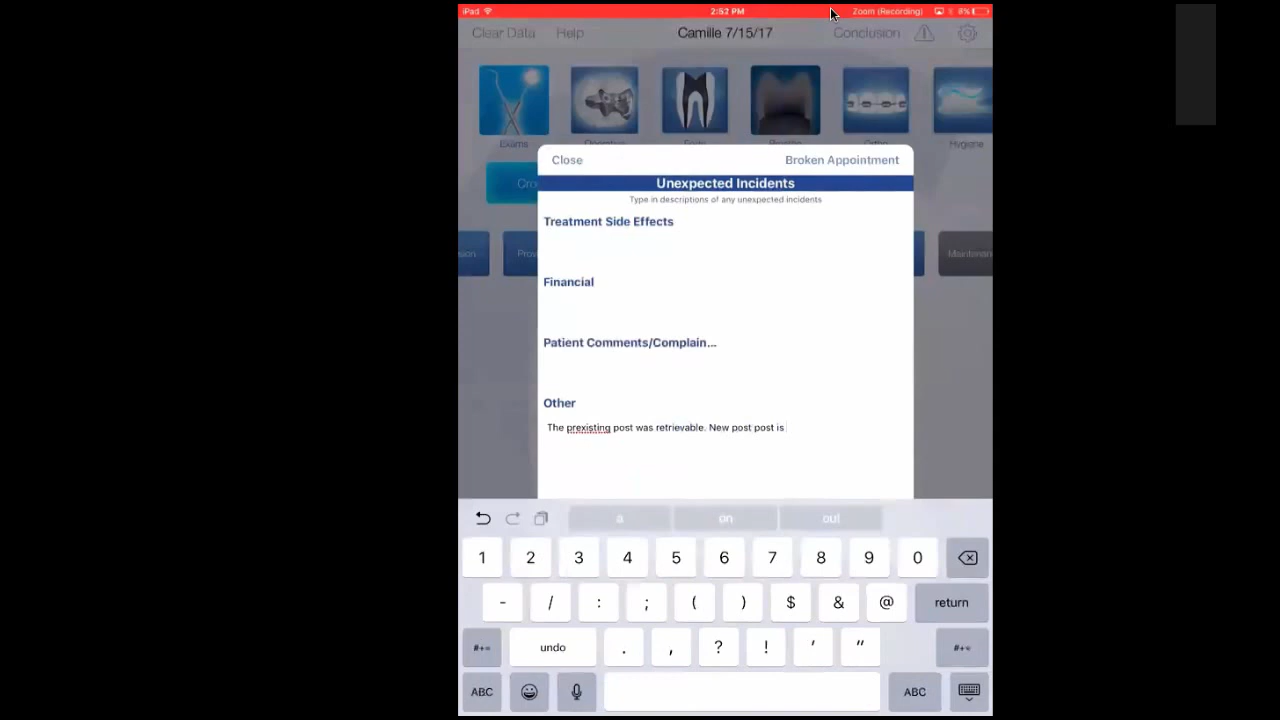 iPad 2:52 PM Zoom (Recording) 6%
Clear Data Help Camille 7/15/17 Conclusion
Exams Hygiene
Close Broken Appointment
Unexpected Incidents
Type in descriptions of any unexpected incidents
Treatment Side Effects
Financial
Patient Comments/Complain...
Other
The prexisting post was retrievable. New post post is
a on out
1 2 3 4 5 6 7 8 9 0
- / : ; ( ) $ & @ return
#+= undo . , ? ! ' " #+=
ABC ABC